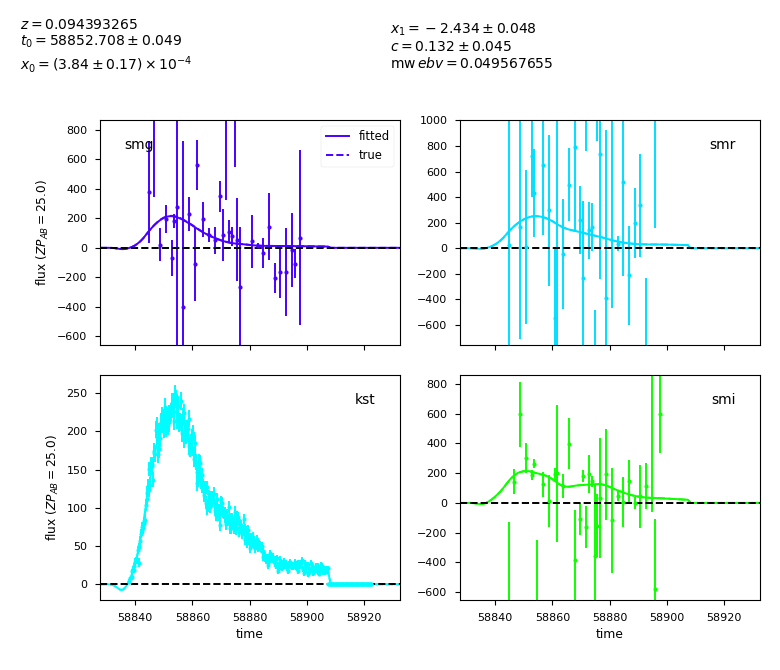 z = 0.094393265
t₀ = 58852.708 ± 0.049
x₀ = (3.84 ± 0.17) × 10⁻⁴
x₁ = −2.434 ± 0.048
c = 0.132 ± 0.045
mw ebv = 0.049567655
smg
fitted
true
800
600
400
200
0
−200
−400
−600
flux (ZP_AB = 25.0)
smr
1000
800
600
400
200
0
−200
−400
−600
kst
250
200
150
100
50
0
flux (ZP_AB = 25.0)
58840 58860 58880 58900 58920
time
smi
800
600
400
200
0
−200
−400
−600
58840 58860 58880 58900 58920
time